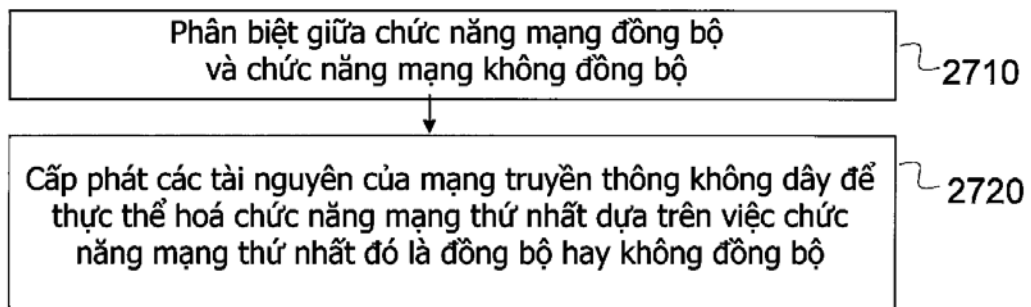 Phân biệt giữa chức năng mạng đồng bộ
và chức năng mạng không đồng bộ
2710
Cấp phát các tài nguyên của mạng truyền thông không dây để
thực thể hoá chức năng mạng thứ nhất dựa trên việc chức
năng mạng thứ nhất đó là đồng bộ hay không đồng bộ
2720